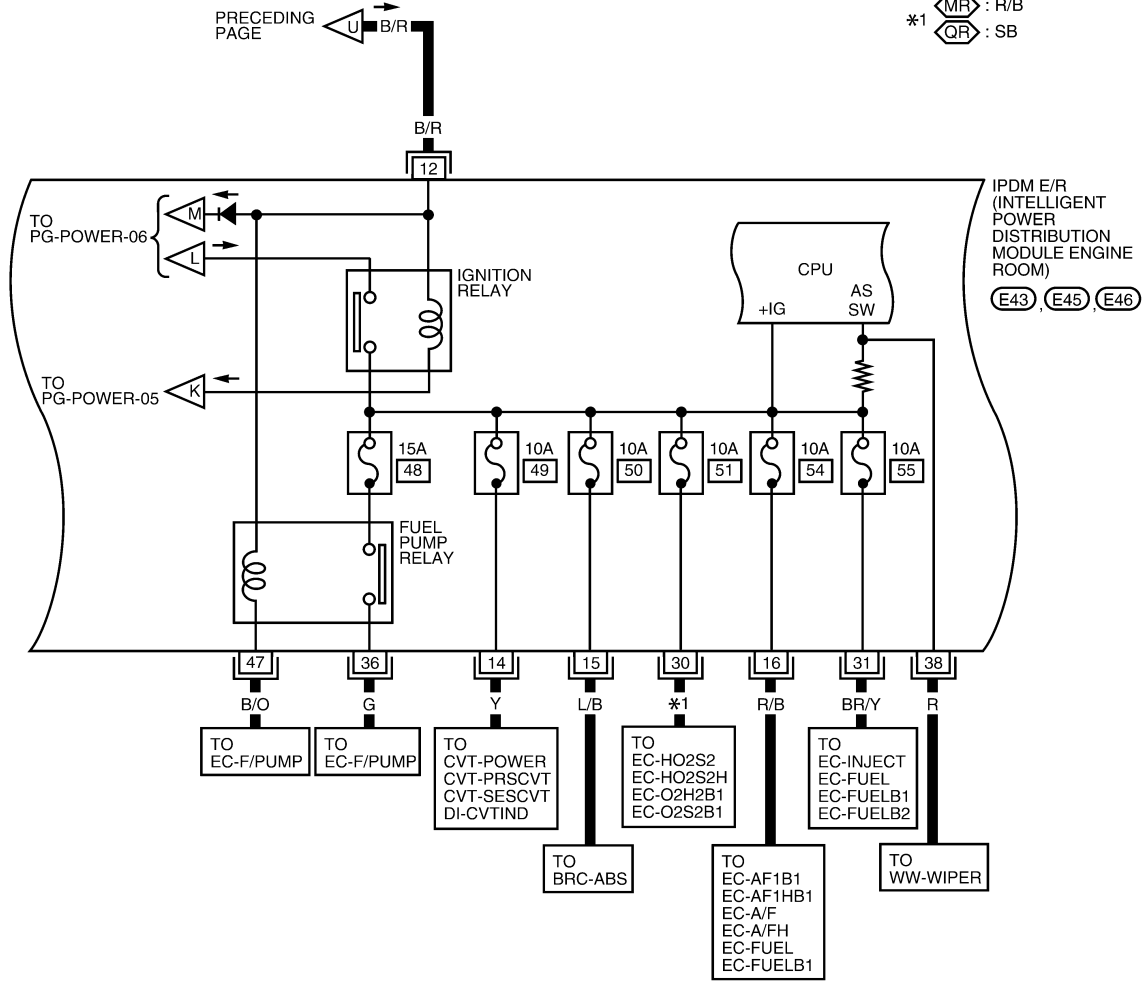 PRECEDING
PAGE
U
B/R
MR : R/B
*1
QR : SB
B/R
12
TO
PG-POWER-06
M
L
IGNITION
RELAY
CPU
+IG
AS
SW
IPDM E/R
(INTELLIGENT
POWER
DISTRIBUTION
MODULE ENGINE
ROOM)
E43 , E45 , E46
TO
PG-POWER-05
K
15A
48
10A
49
10A
50
10A
51
10A
54
10A
55
FUEL
PUMP
RELAY
47
36
14
15
30
16
31
38
B/O
G
Y
L/B
*1
R/B
BR/Y
R
TO
EC-F/PUMP
TO
EC-F/PUMP
TO
CVT-POWER
CVT-PRSCVT
CVT-SESCVT
DI-CVTIND
TO
BRC-ABS
TO
EC-HO2S2
EC-HO2S2H
EC-O2H2B1
EC-O2S2B1
TO
EC-AF1B1
EC-AF1HB1
EC-A/F
EC-A/FH
EC-FUEL
EC-FUELB1
TO
EC-INJECT
EC-FUEL
EC-FUELB1
EC-FUELB2
TO
WW-WIPER